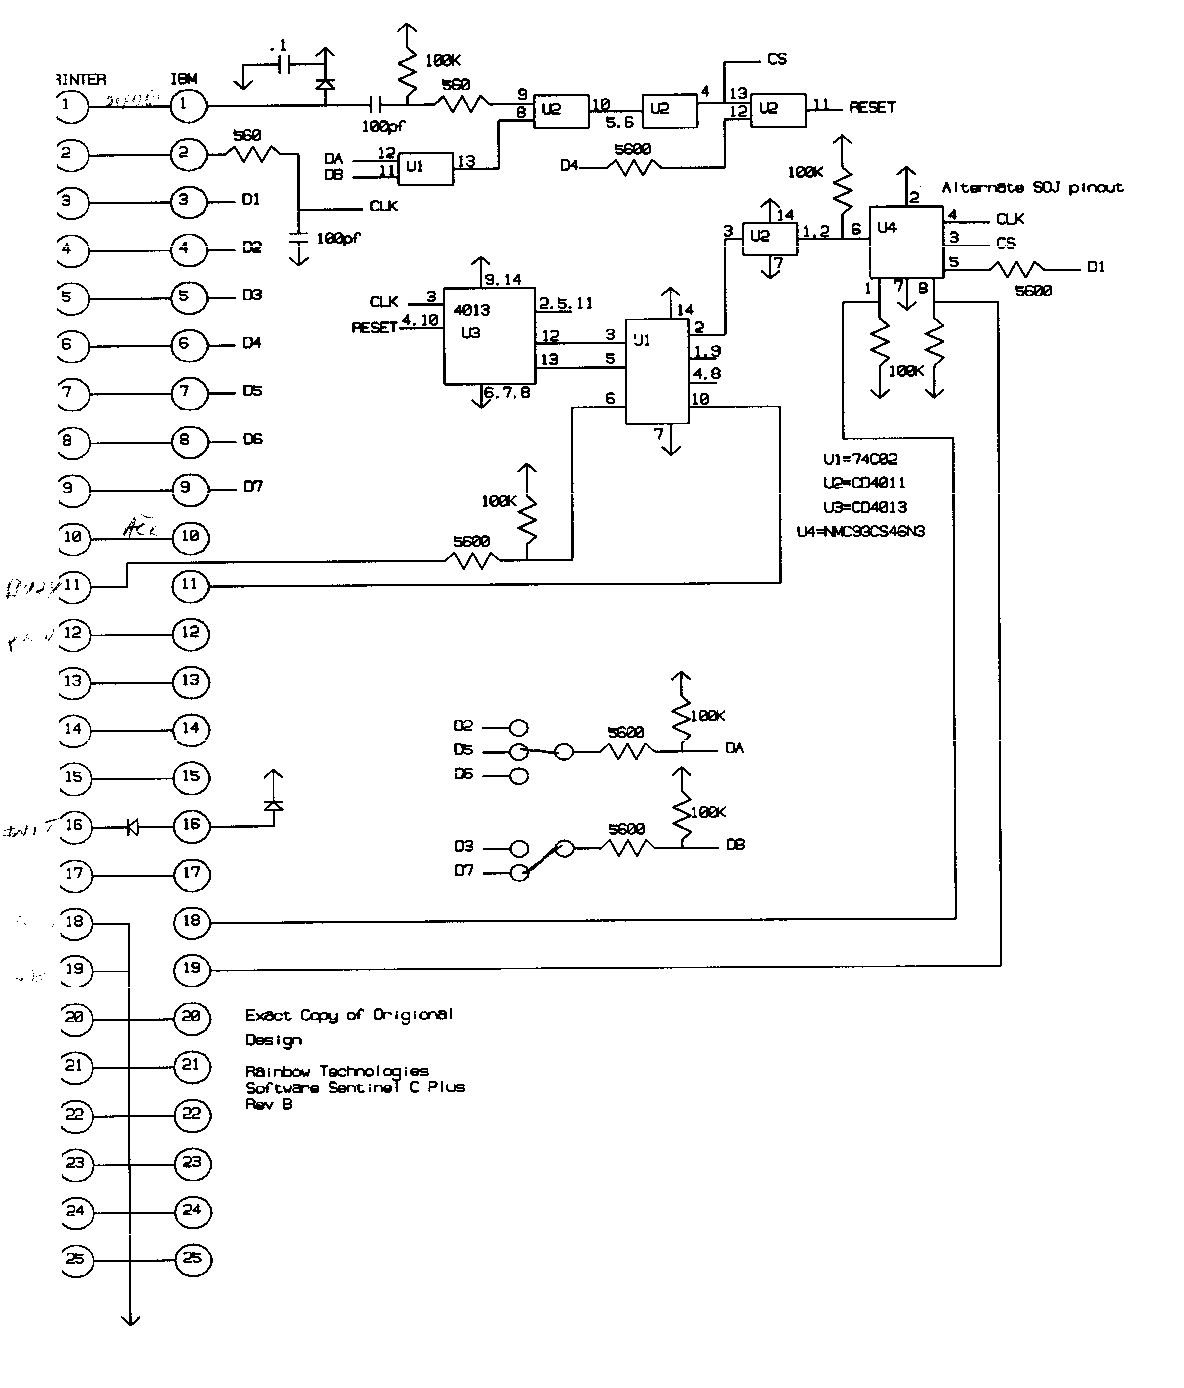 .1
CS
100K
RINTER
IBM
560
4 13
9
1
1
U2
10
U2
U2
11 RESET
8
12
100pf
5.6
560
5600
DA 12
2
2
U1
13
D4
DB 11
100K
2
Alternate SOJ pinout
3
3
D1
CLK
14
U4
4 CLK
100pf
3
U2
1,2
6
3 CS
4
4
D2
7
5
D1
9,14
1
7
8
5600
5
5
D3
CLK 3
4013
2,5,11
14
RESET 4,10
U3
2
12
3
U1
6
6
D4
1,9
13
5
4,8
100K
7
7
D5
6,7,8
6
10
7
8
8
D6
U1=74C02
9
9
D7
U2=CD4011
100K
U3=CD4013
ACK
10
10
U4=NMC93CS46N3
5600
Busy
11
11
12
12
13
13
100K
14
14
D2
5600
D5
DA
15
15
D6
100K
INIT
16
16
5600
D3
DB
17
17
D7
18
18
19
19
20
20
Exact Copy of Origional
Design
21
21
Rainbow Technologies
Software Sentinel C Plus
Rev B
22
22
23
23
24
24
25
25